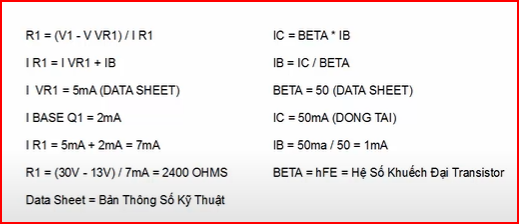 R1 = (V1 - V VR1) / I R1
I R1 = I VR1 + IB
I VR1 = 5mA (DATA SHEET)
I BASE Q1 = 2mA
I R1 = 5mA + 2mA = 7mA
R1 = (30V - 13V) / 7mA = 2400 OHMS
Data Sheet = Bản Thông Số Kỹ Thuật
IC = BETA * IB
IB = IC / BETA
BETA = 50 (DATA SHEET)
IC = 50mA (DONG TAI)
IB = 50ma / 50 = 1mA
BETA = hFE = Hệ Số Khuếch Đại Transistor